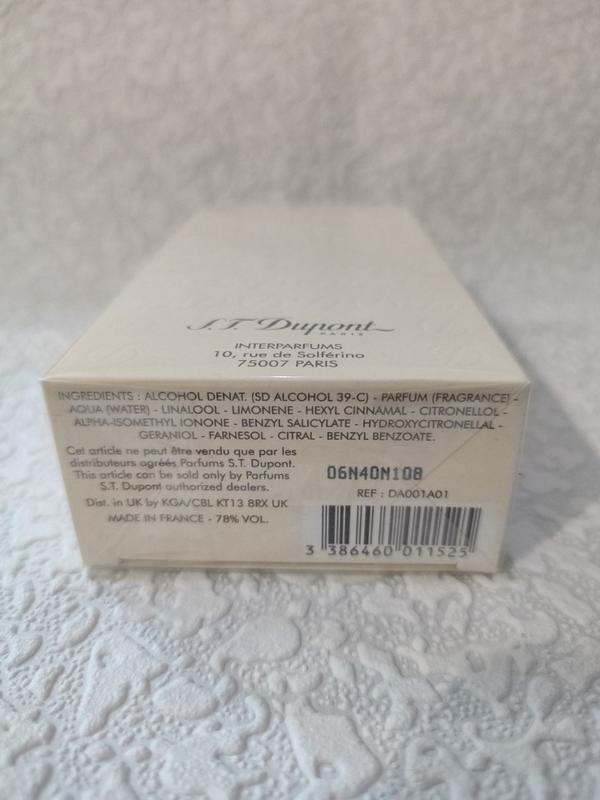 S.T. Dupont
PARIS
INTERPARFUMS
10, rue de Solférino
75007 PARIS
INGREDIENTS : ALCOHOL DENAT. (SD ALCOHOL 39-C) - PARFUM (FRAGRANCE) -
AQUA (WATER) - LINALOOL - LIMONENE - HEXYL CINNAMAL - CITRONELLOL -
ALPHA-ISOMETHYL IONONE - BENZYL SALICYLATE - HYDROXYCITRONELLAL -
GERANIOL - FARNESOL - CITRAL - BENZYL BENZOATE.
Cet article ne peut être vendu que par les
distributeurs agréés Parfums S.T. Dupont.
This article can be sold only by Parfums
S.T. Dupont authorized dealers.
Dist. in UK by KGA/CBL KT13 8RX UK
MADE IN FRANCE - 78% VOL.
06N40N108
REF : DA001A01
3 386460 011525